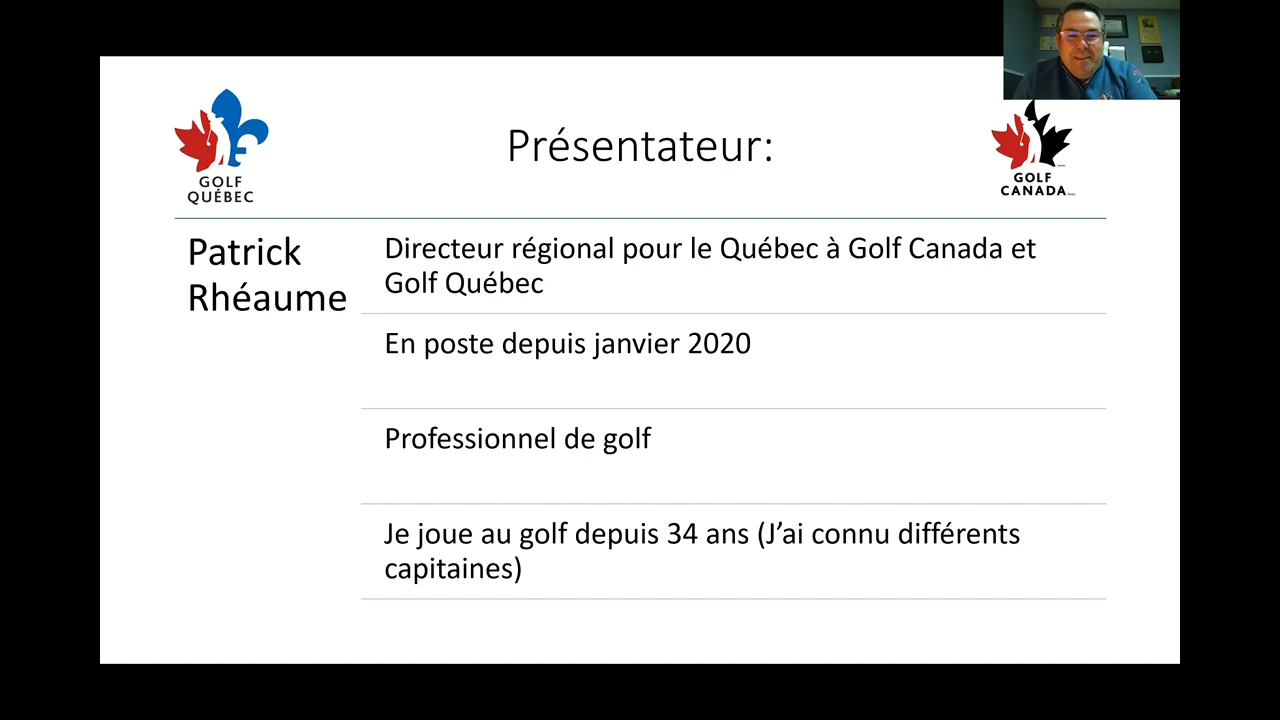 Présentateur:
GOLF
QUÉBEC
GOLF
CANADA
Patrick
Rhéaume
Directeur régional pour le Québec à Golf Canada et
Golf Québec
En poste depuis janvier 2020
Professionnel de golf
Je joue au golf depuis 34 ans (J’ai connu différents
capitaines)